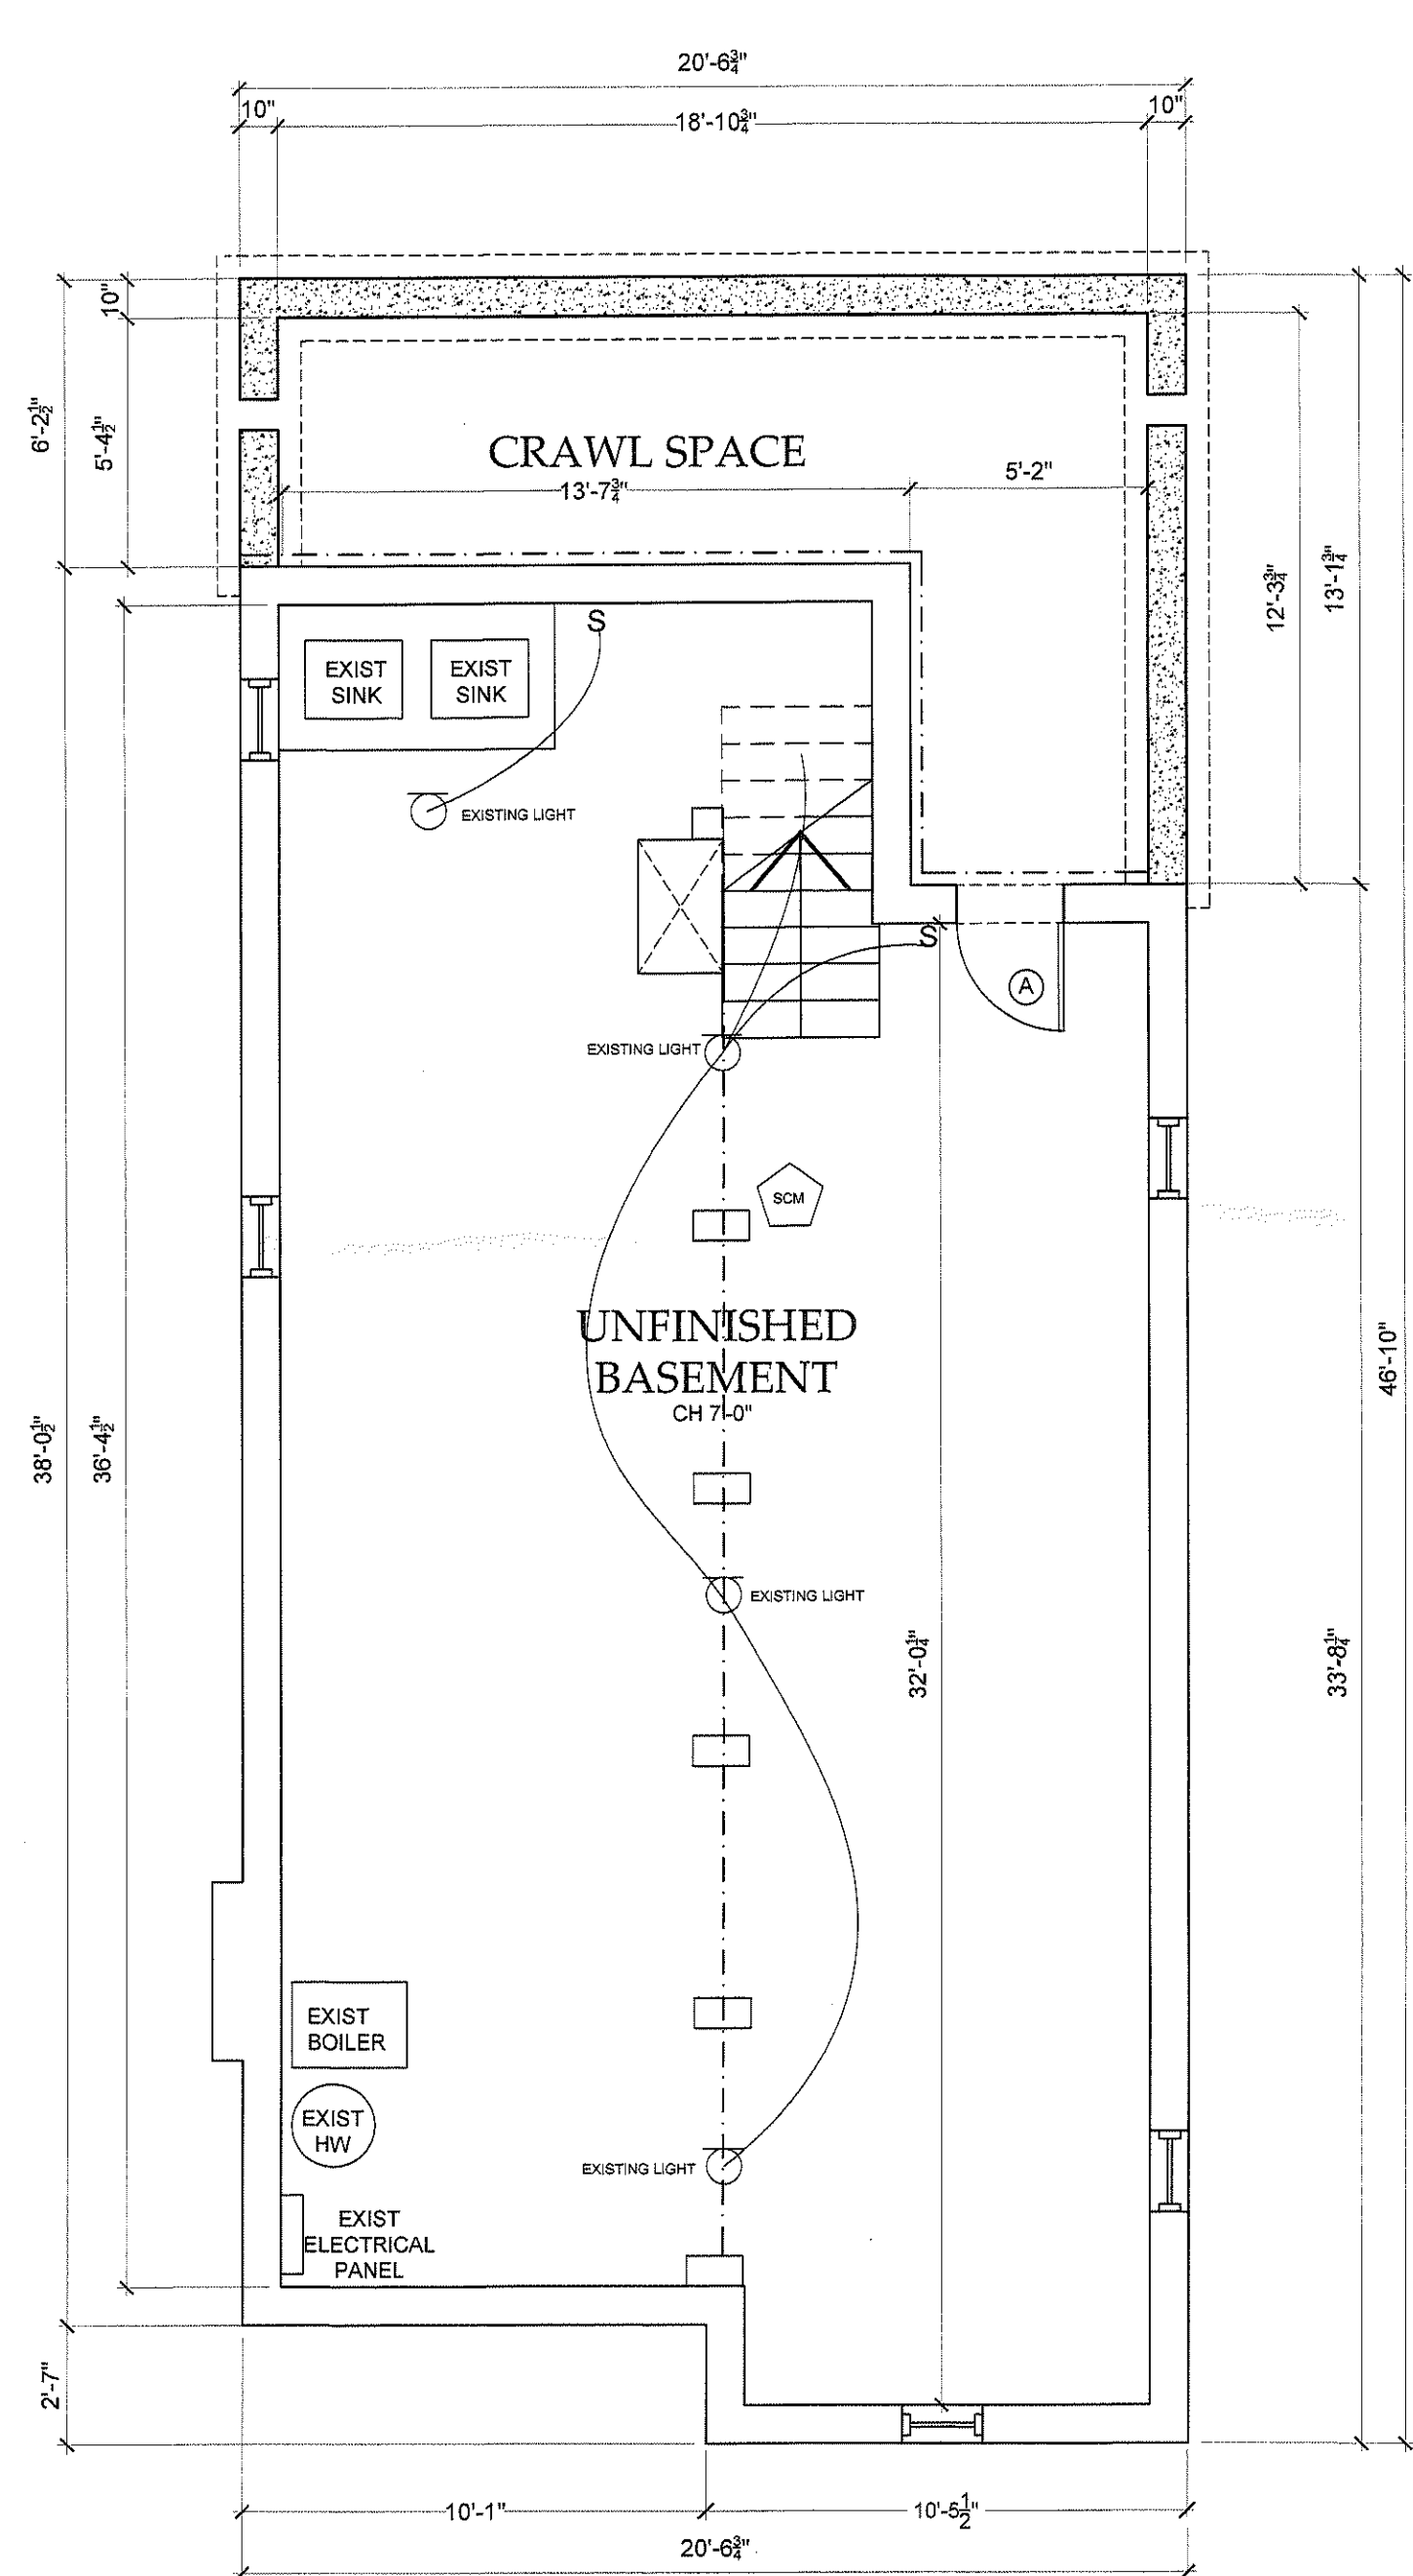 20'-6¾"
10"
18'-10¾"
10"
10"
6'-2½"
5'-4½"
CRAWL SPACE
13'-7¾"
5'-2"
12'-3¾"
13'-1¾"
S
EXIST
SINK
EXIST
SINK
EXISTING LIGHT
S
A
EXISTING LIGHT
SCM
UNFINISHED
BASEMENT
CH 7'-0"
38'-0½"
36'-4½"
46'-10"
EXISTING LIGHT
32'-0¼"
33'-8¼"
EXIST
BOILER
EXIST
HW
EXISTING LIGHT
EXIST
ELECTRICAL
PANEL
2'-7"
10'-1"
10'-5½"
20'-6¾"